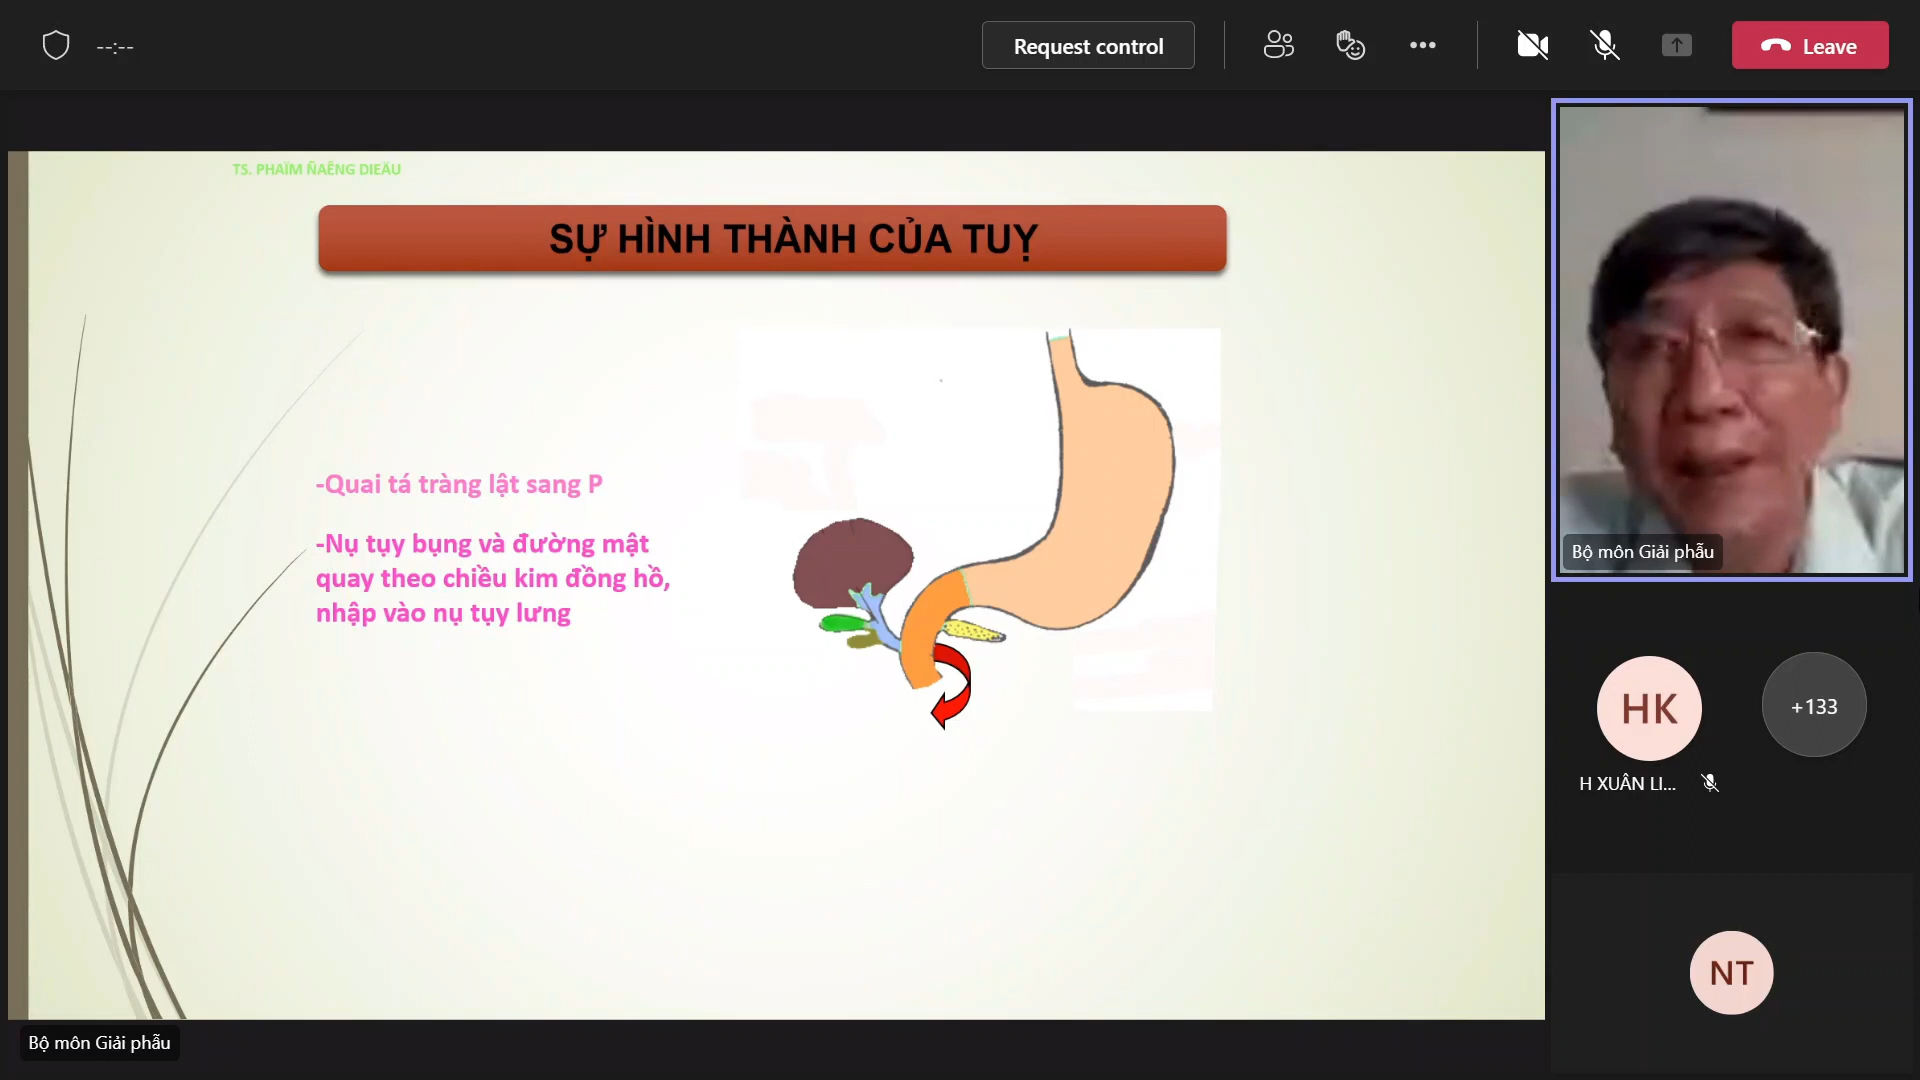 --:--
Request control
Leave
TS. PHAÏM ÑAÊNG DIEÄU
SỰ HÌNH THÀNH CỦA TUỴ
-Quai tá tràng lật sang P
-Nụ tụy bụng và đường mật
quay theo chiều kim đồng hồ,
nhập vào nụ tụy lưng
Bộ môn Giải phẫu
HK
+133
H XUÂN LI...
NT
Bộ môn Giải phẫu